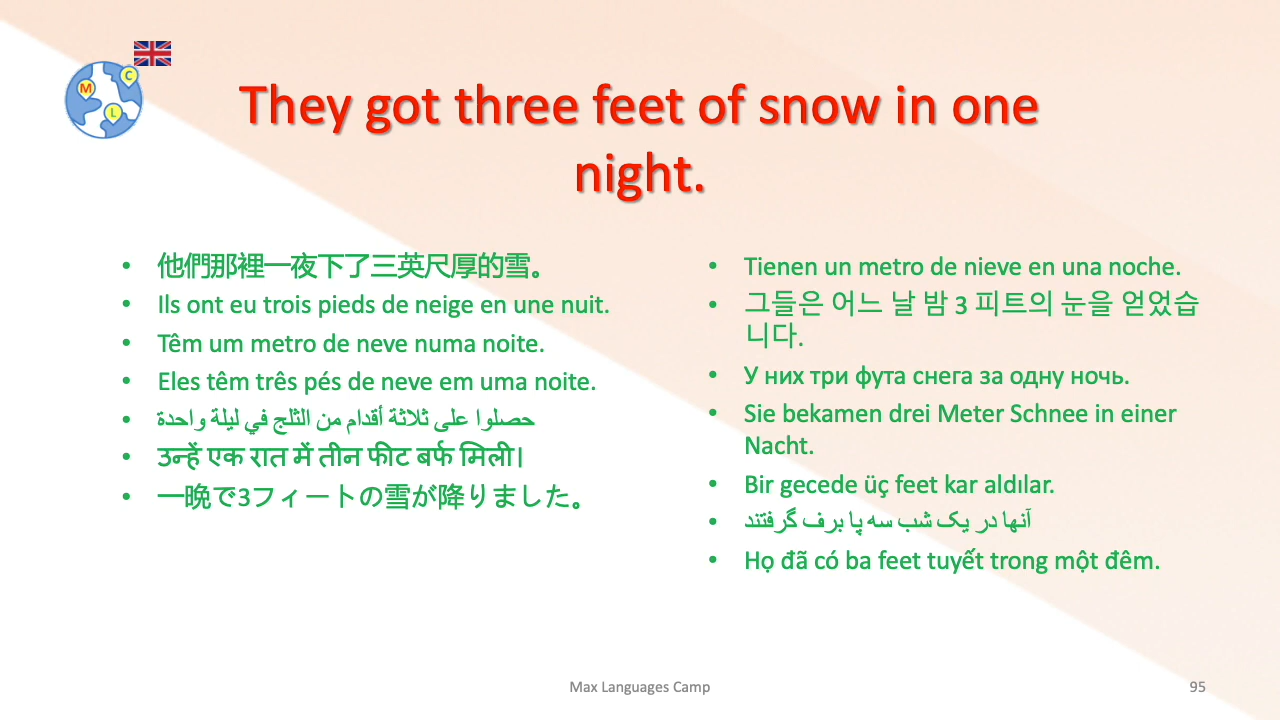 M
C
L
They got three feet of snow in one
night.
• 他們那裡一夜下了三英尺厚的雪。
• Ils ont eu trois pieds de neige en une nuit.
• Têm um metro de neve numa noite.
• Eles têm três pés de neve em uma noite.
• حصلوا على ثلاثة أقدام من الثلج في ليلة واحدة
• उन्हें एक रात में तीन फीट बर्फ मिली।
• 一晩で3フィートの雪が降りました。
• Tienen un metro de nieve en una noche.
• 그들은 어느 날 밤 3 피트의 눈을 얻었습
니다.
• У них три фута снега за одну ночь.
• Sie bekamen drei Meter Schnee in einer
Nacht.
• Bir gecede üç feet kar aldılar.
• آنها در یک شب سه پا برف گرفتند
• Họ đã có ba feet tuyết trong một đêm.
Max Languages Camp
95